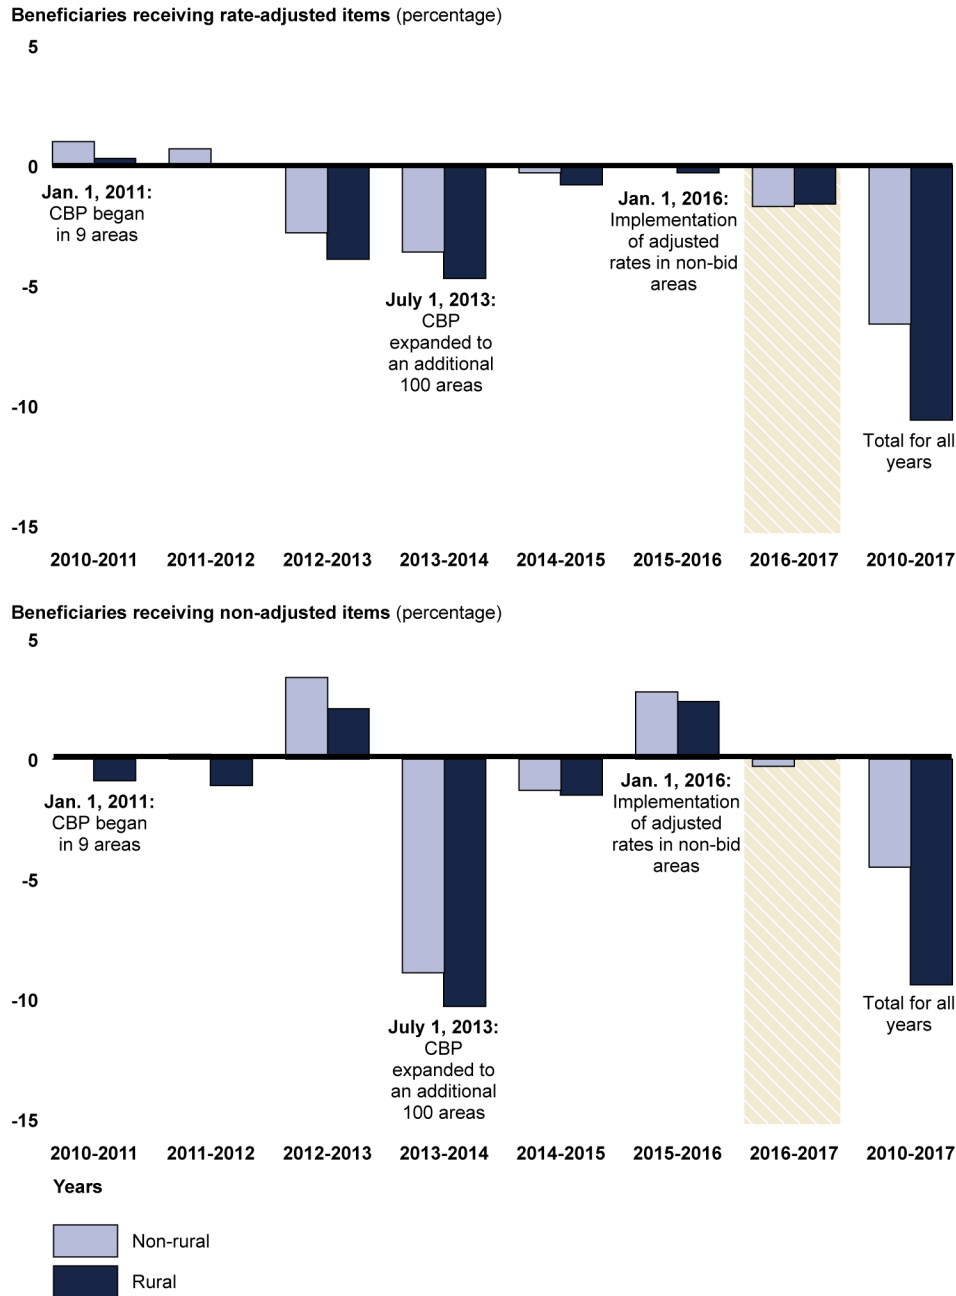 Beneficiaries receiving rate-adjusted items (percentage)
5
0
Jan. 1, 2011:
CBP began
in 9 areas
Jan. 1, 2016:
Implementation
of adjusted
rates in non-bid
areas
-5
July 1, 2013:
CBP
expanded to
an additional
100 areas
-10
Total for all
years
-15
2010-2011 2011-2012 2012-2013 2013-2014 2014-2015 2015-2016 2016-2017 2010-2017
Beneficiaries receiving non-adjusted items (percentage)
5
0
Jan. 1, 2011:
CBP began
in 9 areas
Jan. 1, 2016:
Implementation
of adjusted
rates in non-bid
areas
-5
-10
Total for all
years
July 1, 2013:
CBP
expanded to
an additional
100 areas
-15
2010-2011 2011-2012 2012-2013 2013-2014 2014-2015 2015-2016 2016-2017 2010-2017
Years
Non-rural
Rural